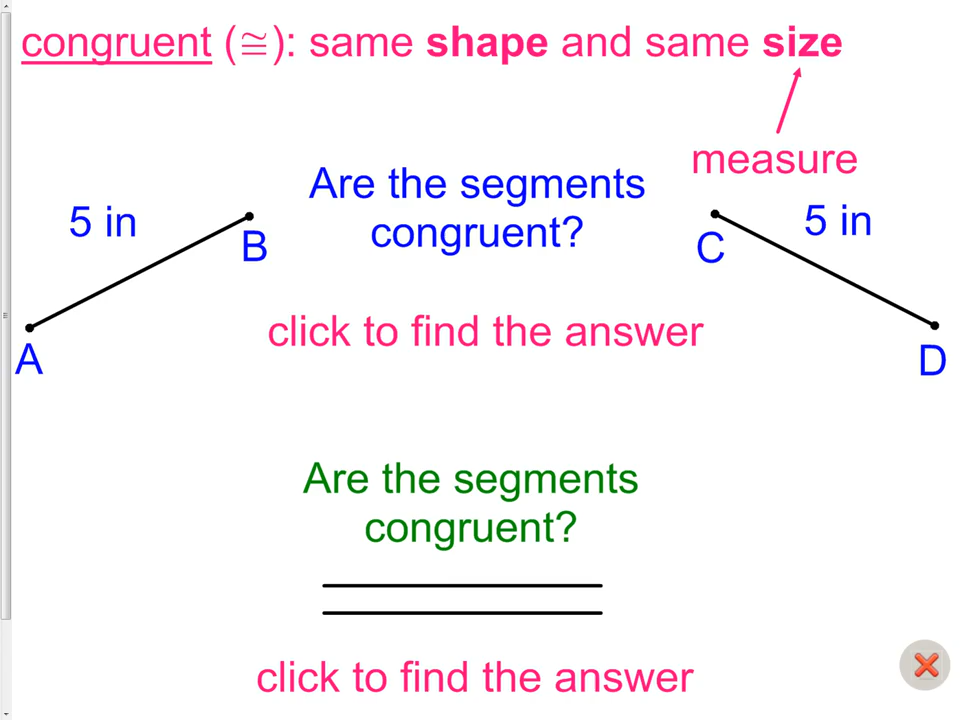 congruent (≅): same shape and same size
measure
Are the segments
congruent?
5 in
B
A
5 in
C
D
click to find the answer
Are the segments
congruent?
click to find the answer